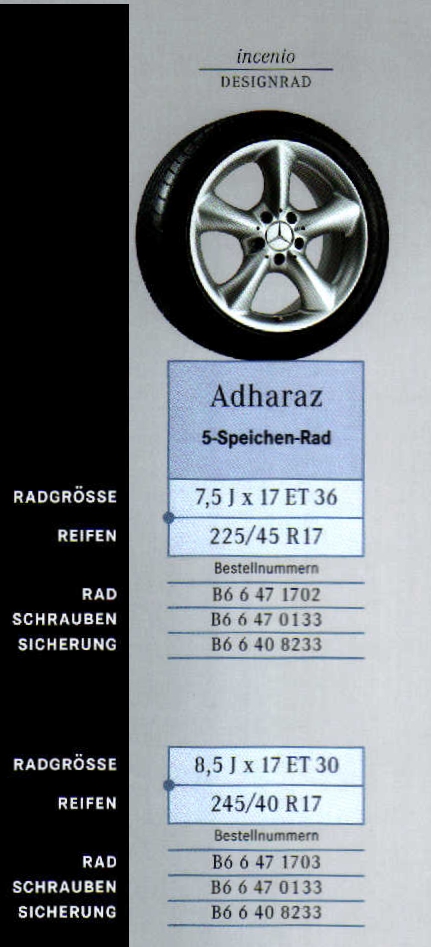 incenio
DESIGNRAD
Adharaz
5-Speichen-Rad
RADGRÖSSE 7,5 J x 17 ET 36
REIFEN 225/45 R17
Bestellnummern
RAD B6 6 47 1702
SCHRAUBEN B6 6 47 0133
SICHERUNG B6 6 40 8233
RADGRÖSSE 8,5 J x 17 ET 30
REIFEN 245/40 R17
Bestellnummern
RAD B6 6 47 1703
SCHRAUBEN B6 6 47 0133
SICHERUNG B6 6 40 8233